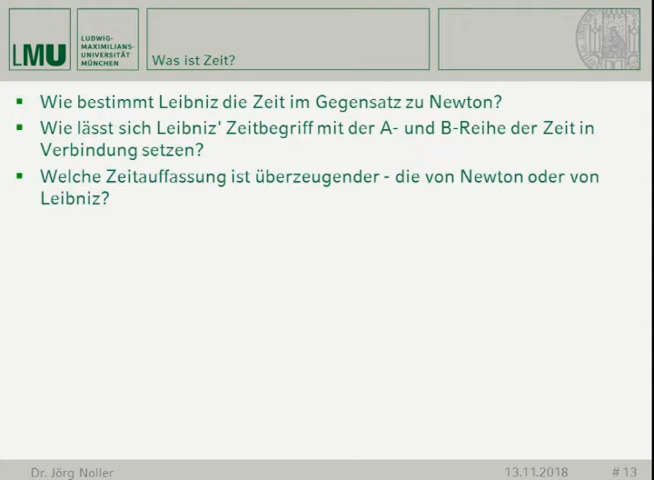 LMU
LUDWIG-
MAXIMILIANS-
UNIVERSITÄT
MÜNCHEN
Was ist Zeit?
Wie bestimmt Leibniz die Zeit im Gegensatz zu Newton?
Wie lässt sich Leibniz' Zeitbegriff mit der A- und B-Reihe der Zeit in
Verbindung setzen?
Welche Zeitauffassung ist überzeugender - die von Newton oder von
Leibniz?
Dr. Jörg Noller
13.11.2018
# 13